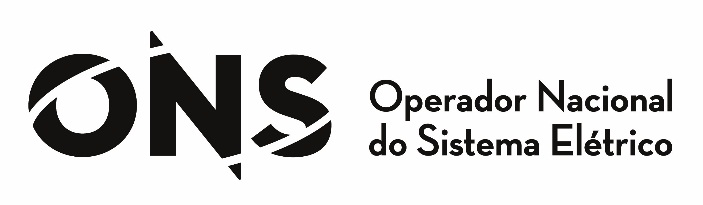 ONS
Operador Nacional
do Sistema Elétrico